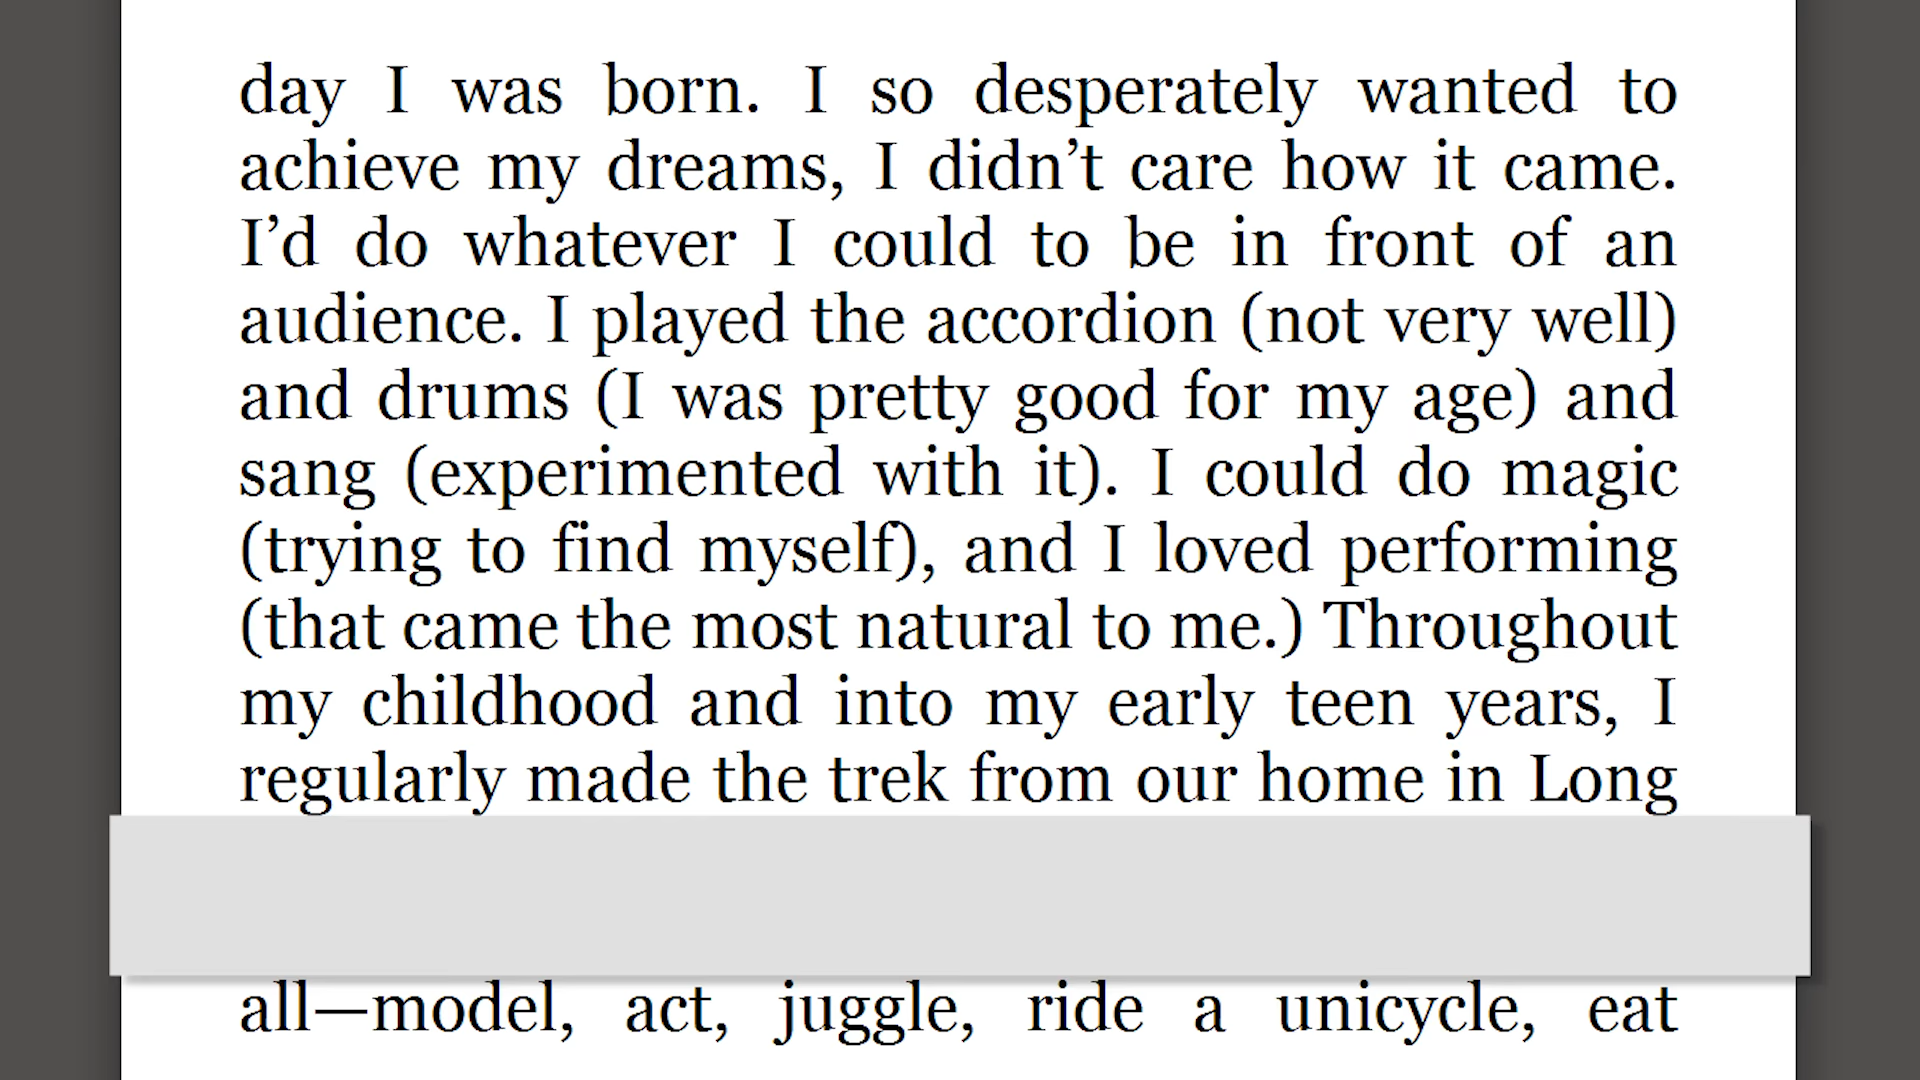 day I was born. I so desperately wanted to
achieve my dreams, I didn’t care how it came.
I’d do whatever I could to be in front of an
audience. I played the accordion (not very well)
and drums (I was pretty good for my age) and
sang (experimented with it). I could do magic
(trying to find myself), and I loved performing
(that came the most natural to me.) Throughout
my childhood and into my early teen years, I
regularly made the trek from our home in Long
all—model, act, juggle, ride a unicycle, eat